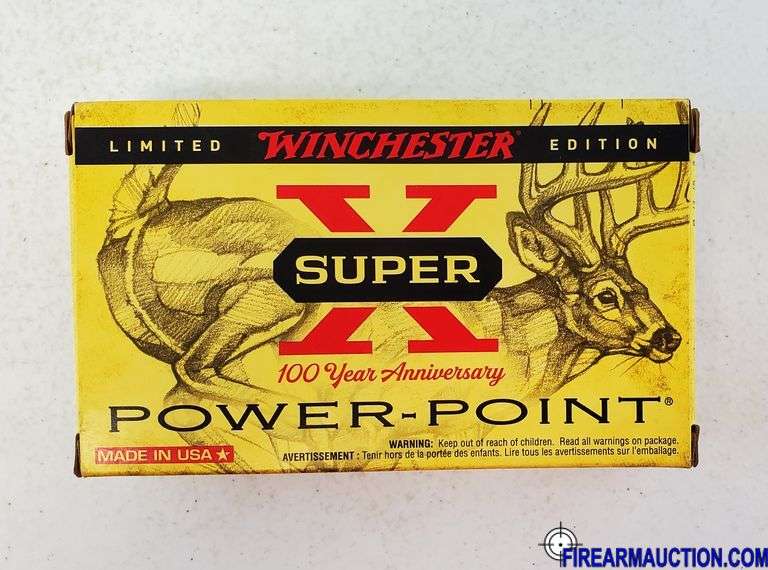 LIMITED WINCHESTER® EDITION
X
SUPER
100 Year Anniversary
POWER-POINT®
MADE IN USA★
WARNING: Keep out of reach of children. Read all warnings on package.
AVERTISSEMENT : Tenir hors de la portée des enfants. Lire tous les avertissements sur l'emballage.
FIREARMAUCTION.COM